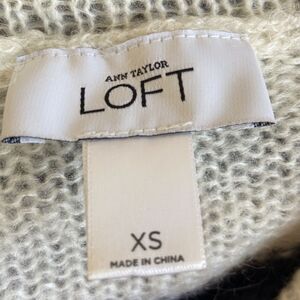 ANN TAYLOR
LOFT
XS
MADE IN CHINA